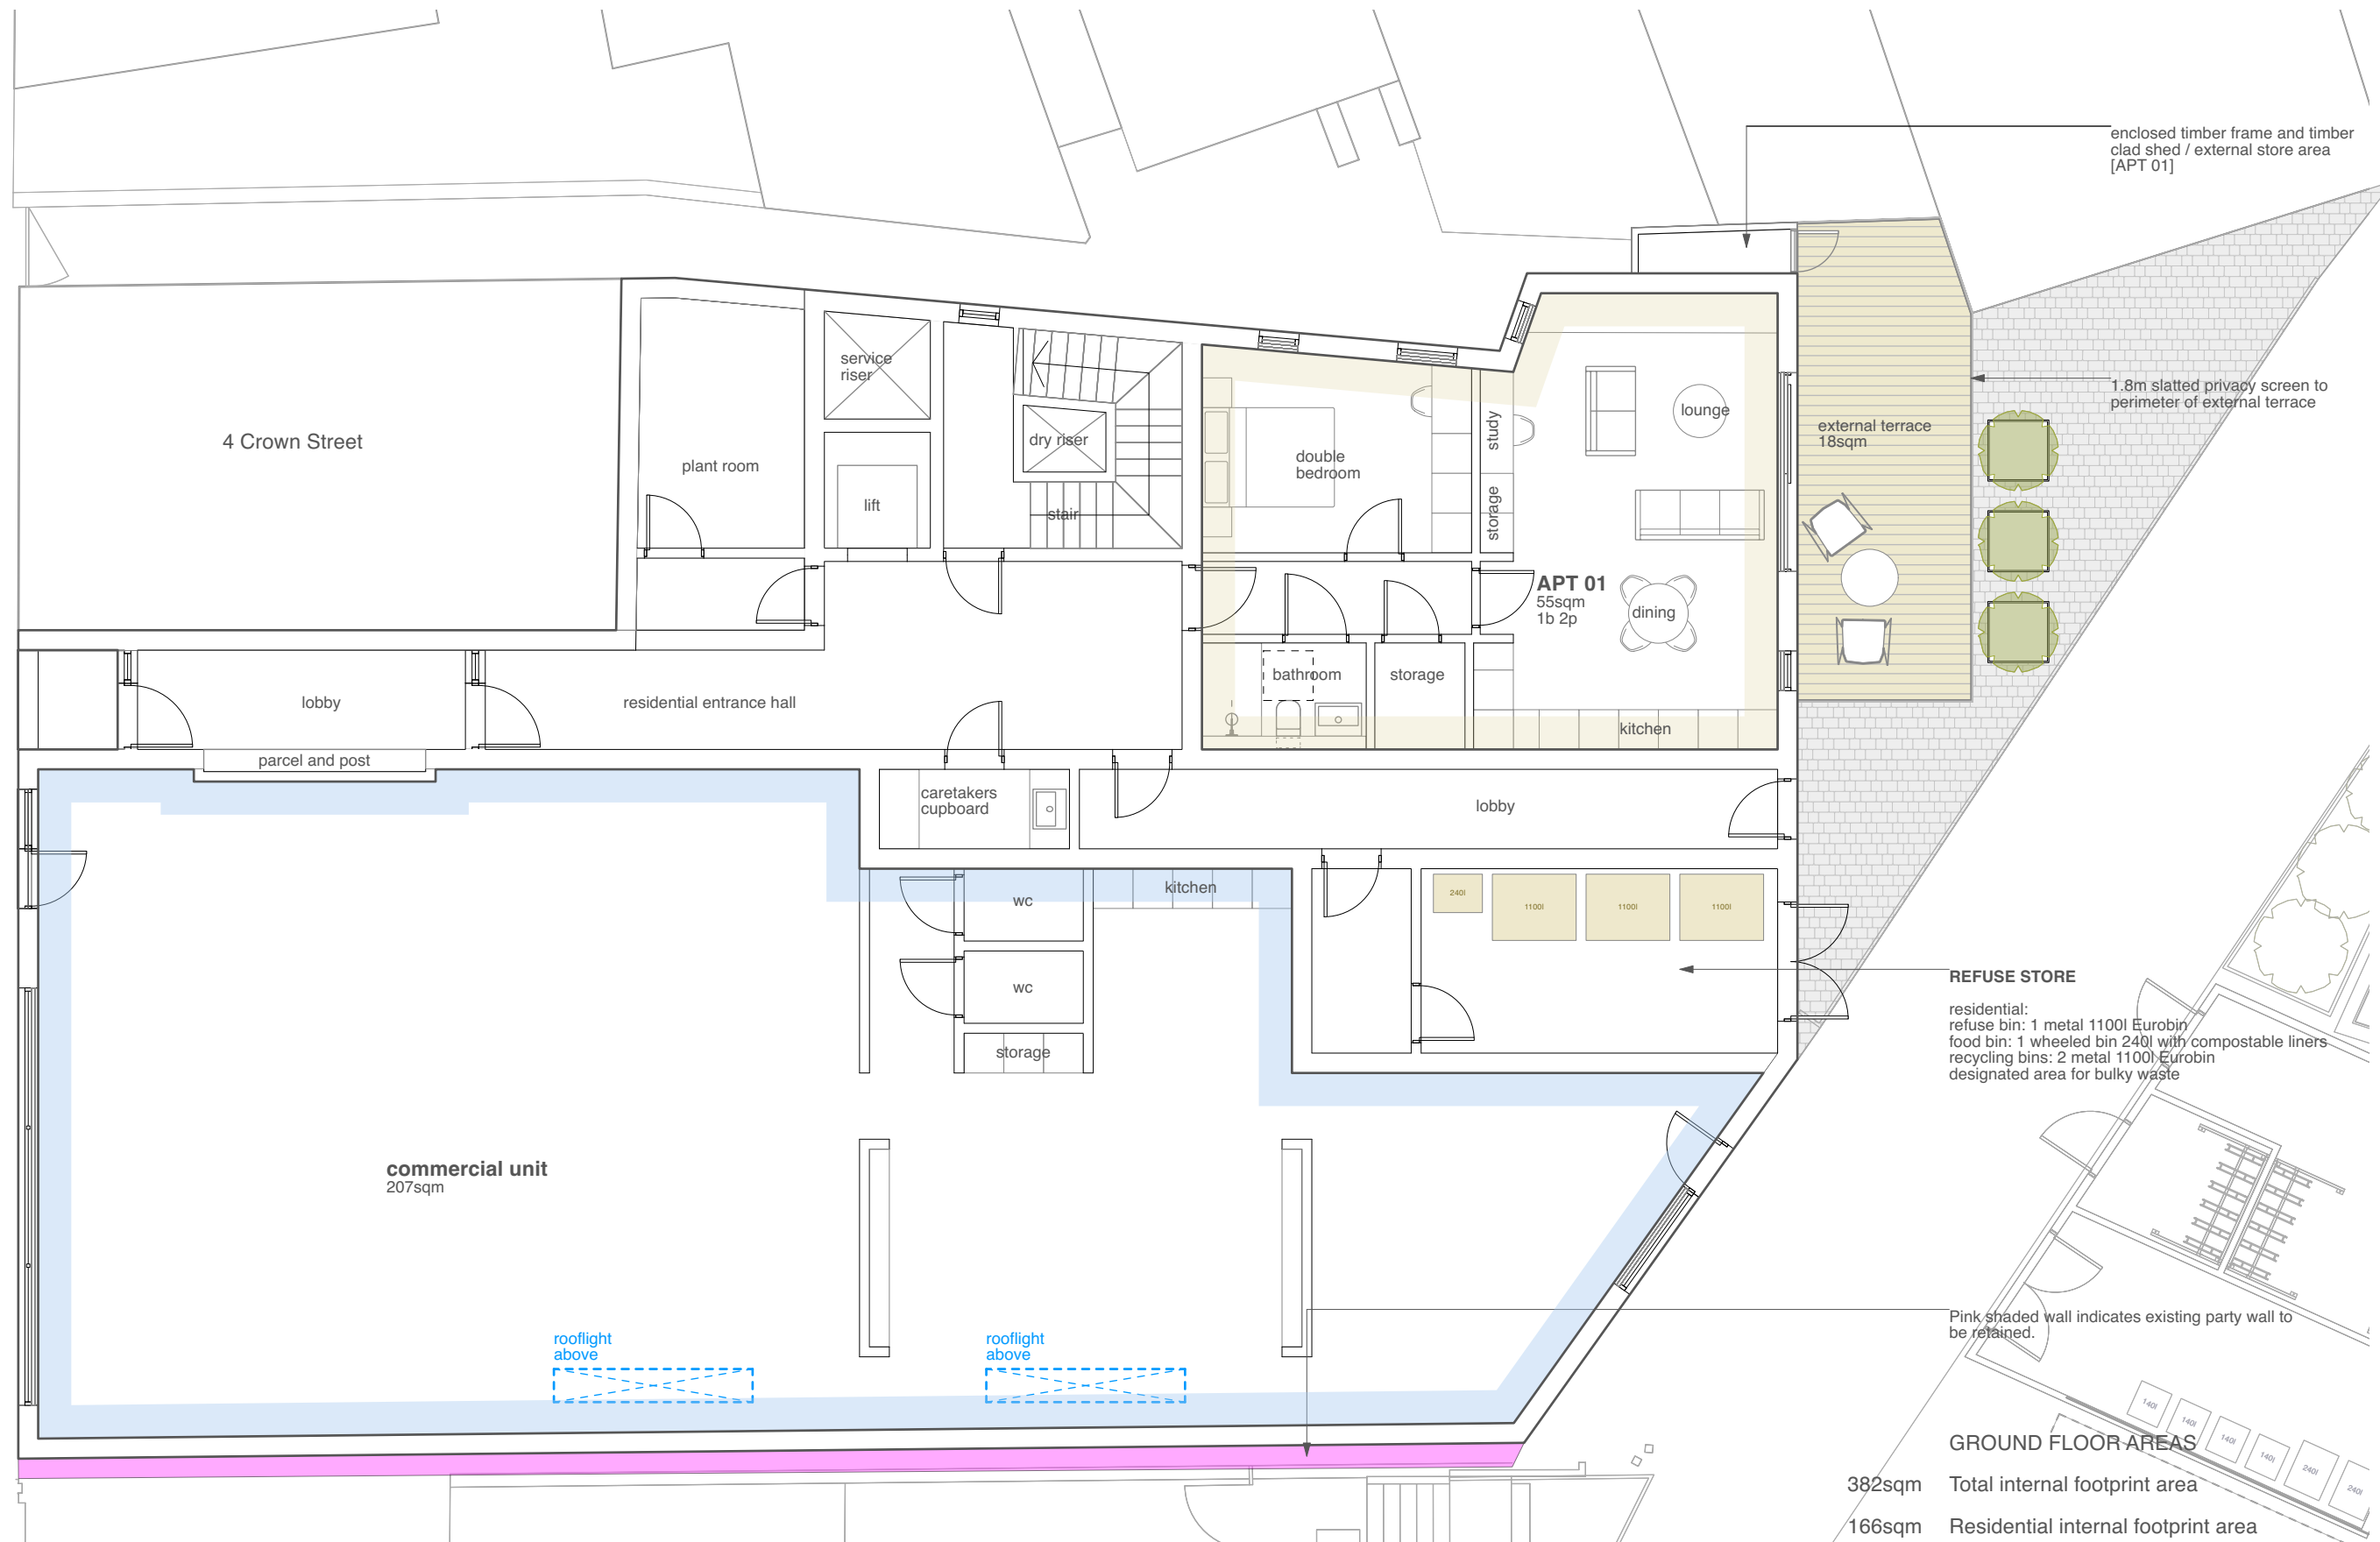 enclosed timber frame and timber
clad shed / external store area
[APT 01]
service
riser
4 Crown Street
plant room
lift
dry riser
stair
double
bedroom
study
storage
lounge
external terrace
18sqm
1.8m slatted privacy screen to
perimeter of external terrace
APT 01
55sqm
1b 2p
dining
bathroom
storage
kitchen
lobby
residential entrance hall
parcel and post
caretakers
cupboard
lobby
kitchen
wc
wc
storage
240l
1100l
1100l
1100l
REFUSE STORE
residential:
refuse bin: 1 metal 1100l Eurobin
food bin: 1 wheeled bin 240l with compostable liners
recycling bins: 2 metal 1100l Eurobin
designated area for bulky waste
commercial unit
207sqm
rooflight
above
rooflight
above
Pink shaded wall indicates existing party wall to
be retained.
140l
140l
140l
140l
240l
240l
GROUND FLOOR AREAS
382sqm Total internal footprint area
166sqm Residential internal footprint area